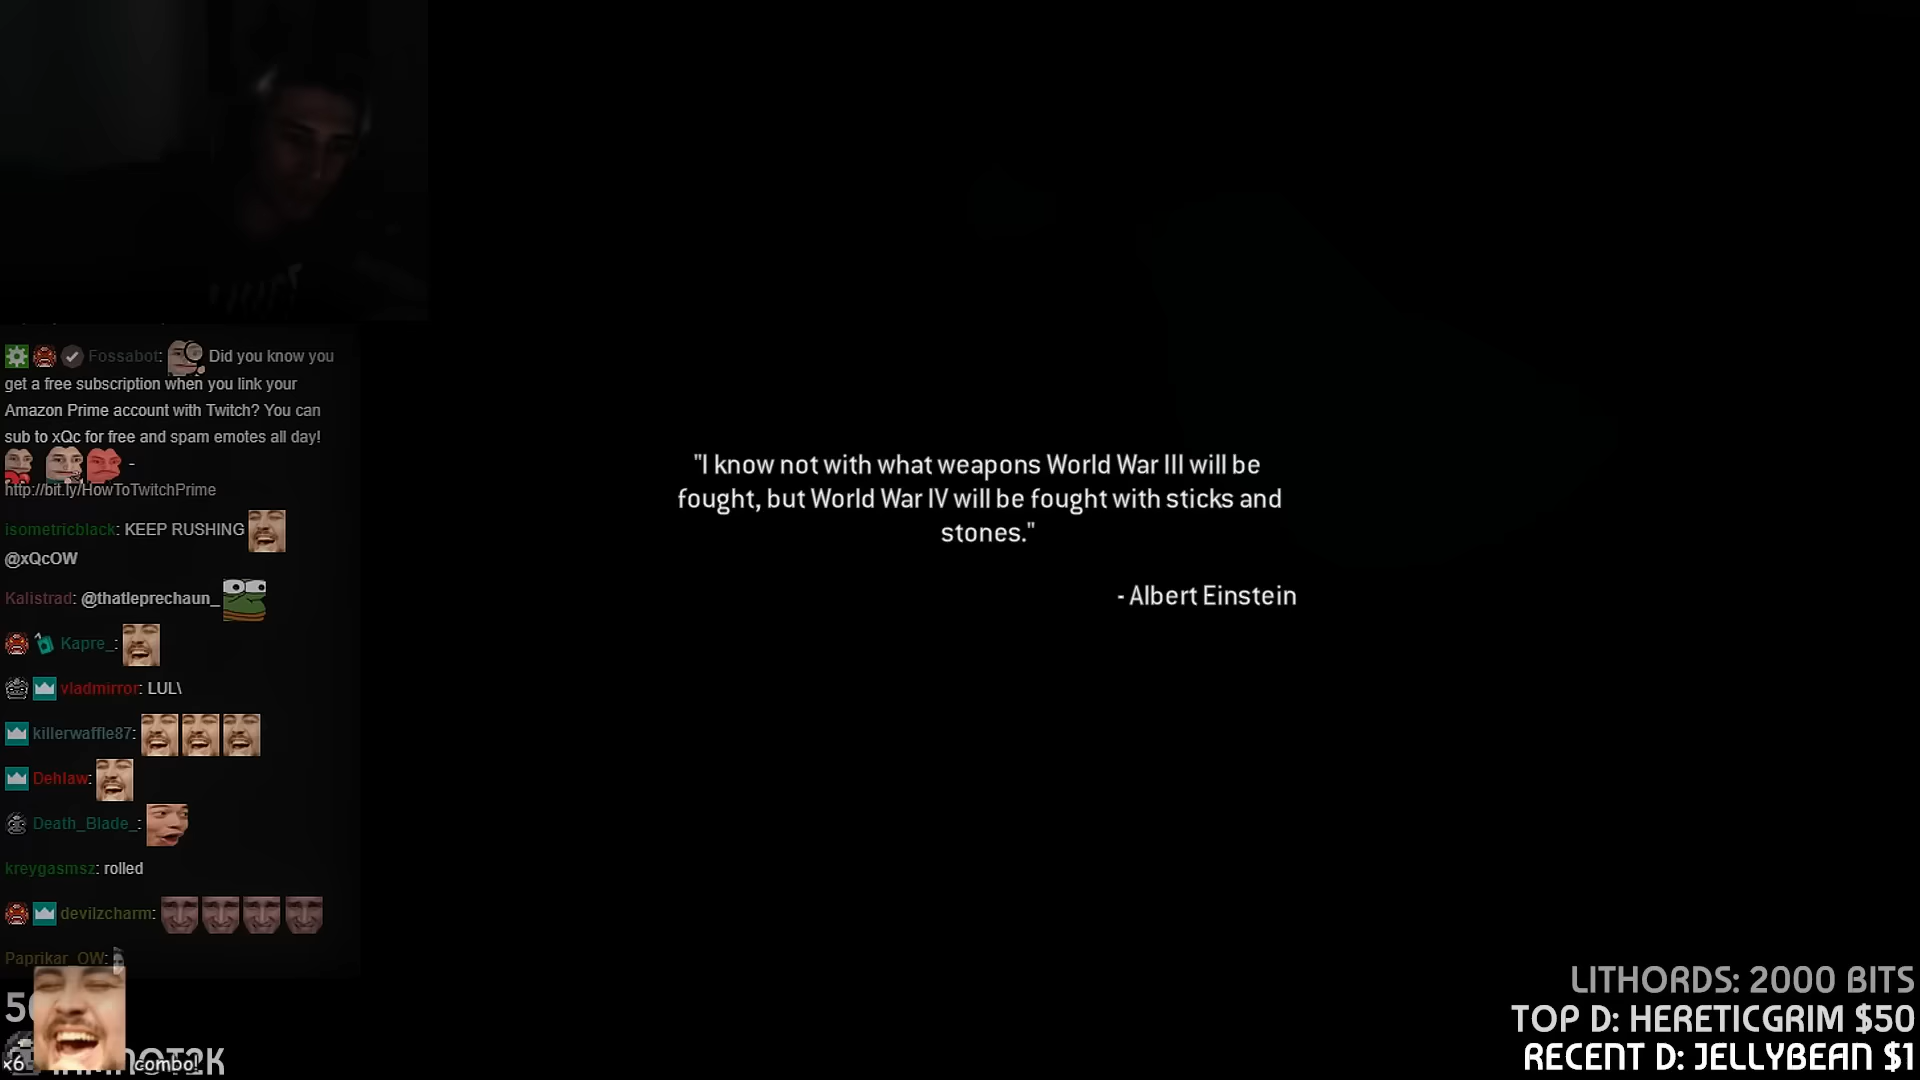 Fossabot: Did you know you
get a free subscription when you link your
Amazon Prime account with Twitch? You can
sub to xQc for free and spam emotes all day!
-
http://bit.ly/HowToTwitchPrime
isometricblack: KEEP RUSHING
@xQcOW
Kalistrad: @thatleprechaun_
Kapre_:
vladmirror: LUL\
killerwaffle87:
Dehlaw:
Death_Blade_:
kreygasmsz: rolled
devilzcharm:
Paprikar_OW:
x6 combo!
"I know not with what weapons World War III will be
fought, but World War IV will be fought with sticks and
stones."
- Albert Einstein
LITHORDS: 2000 BITS
TOP D: HERETICGRIM $50
RECENT D: JELLYBEAN $1